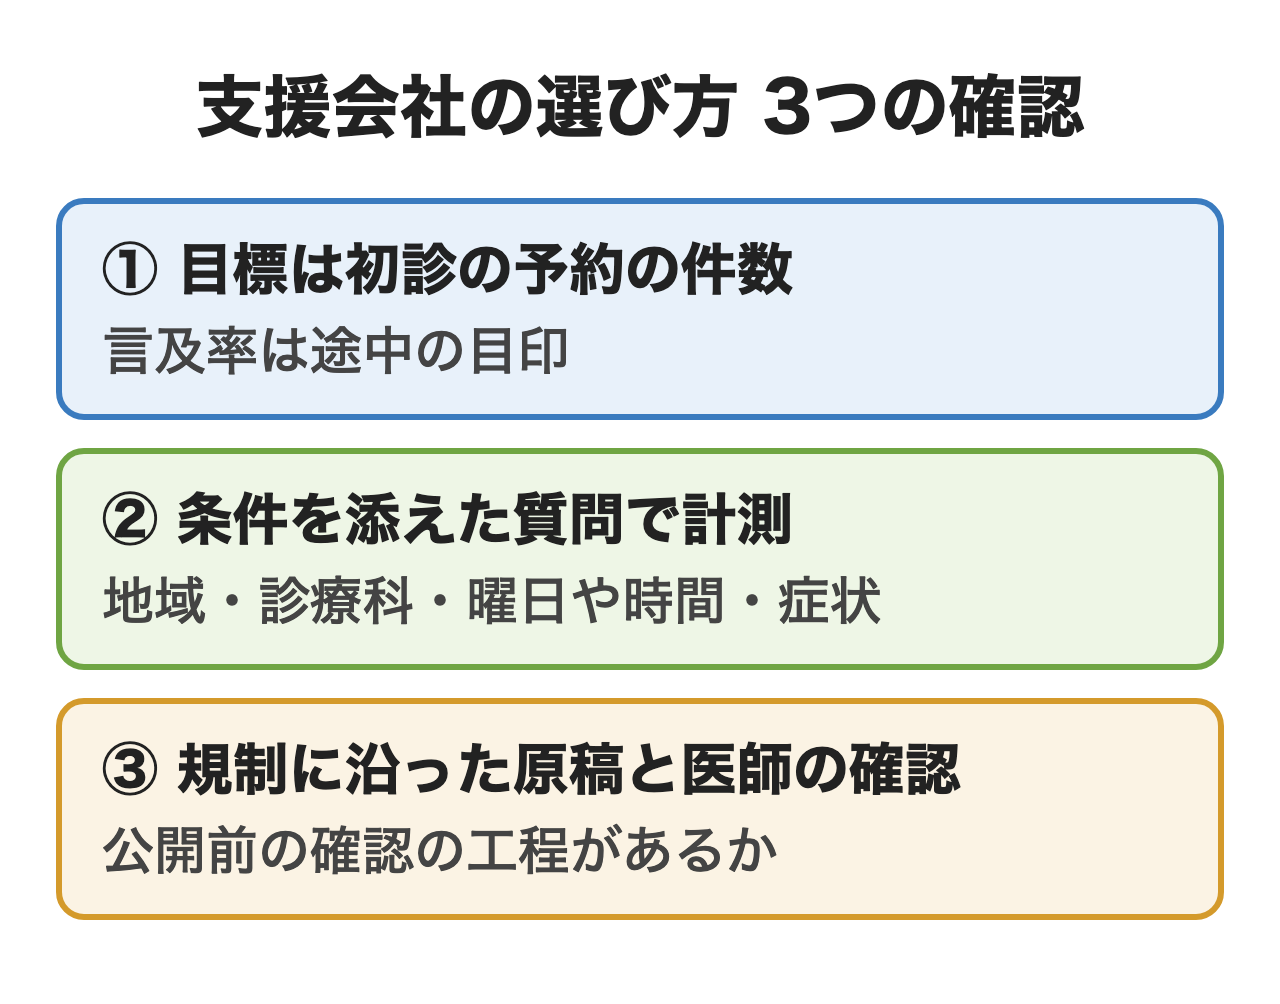 支援会社の選び方 3つの確認
① 目標は初診の予約の件数
言及率は途中の目印
② 条件を添えた質問で計測
地域・診療科・曜日や時間・症状
③ 規制に沿った原稿と医師の確認
公開前の確認の工程があるか